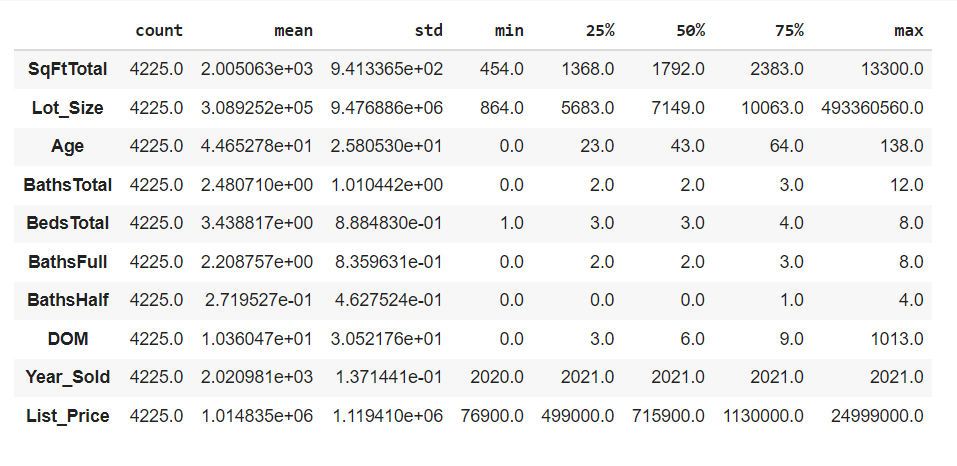 count mean std min 25% 50% 75% max
SqFtTotal 4225.0 2.005063e+03 9.413365e+02 454.0 1368.0 1792.0 2383.0 13300.0
Lot_Size 4225.0 3.089252e+05 9.476886e+06 864.0 5683.0 7149.0 10063.0 493360560.0
Age 4225.0 4.465278e+01 2.580530e+01 0.0 23.0 43.0 64.0 138.0
BathsTotal 4225.0 2.480710e+00 1.010442e+00 0.0 2.0 2.0 3.0 12.0
BedsTotal 4225.0 3.438817e+00 8.884830e-01 1.0 3.0 3.0 4.0 8.0
BathsFull 4225.0 2.208757e+00 8.359631e-01 0.0 2.0 2.0 3.0 8.0
BathsHalf 4225.0 2.719527e-01 4.627524e-01 0.0 0.0 0.0 1.0 4.0
DOM 4225.0 1.036047e+01 3.052176e+01 0.0 3.0 6.0 9.0 1013.0
Year_Sold 4225.0 2.020981e+03 1.371441e-01 2020.0 2021.0 2021.0 2021.0 2021.0
List_Price 4225.0 1.014835e+06 1.119410e+06 76900.0 499000.0 715900.0 1130000.0 24999000.0